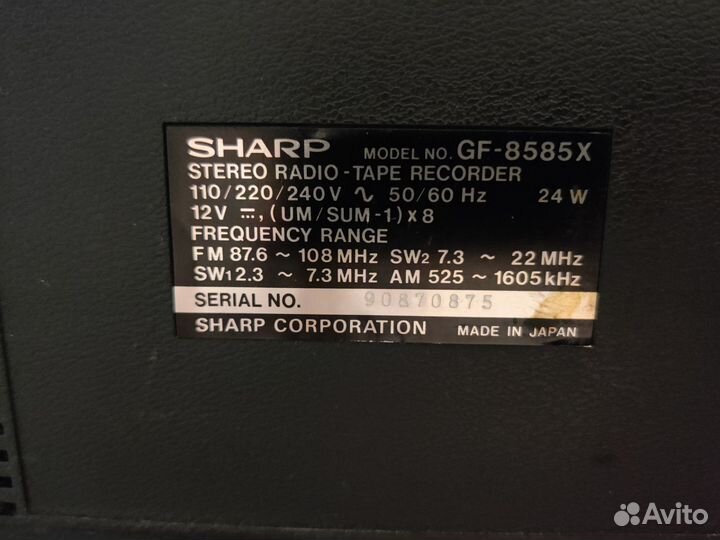 SHARP MODEL NO. GF-8585X
STEREO RADIO-TAPE RECORDER
110/220/240V ∿ 50/60 Hz 24 W
12V ⎓, (UM/SUM-1) x 8
FREQUENCY RANGE
FM 87.6 ~ 108 MHz SW2 7.3 ~ 22 MHz
SW1 2.3 ~ 7.3 MHz AM 525 ~ 1605 kHz
SERIAL NO. 90870875
SHARP CORPORATION MADE IN JAPAN
Avito